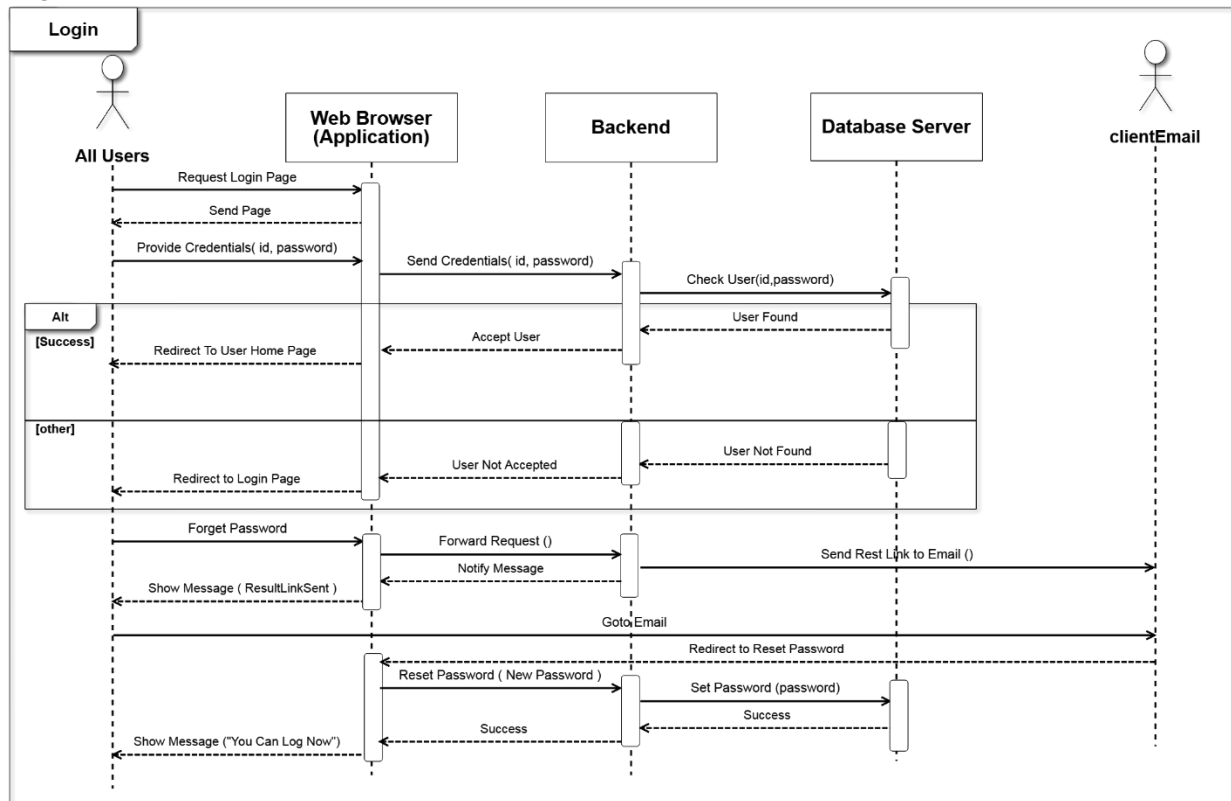 Login
All Users
Web Browser
(Application)
Backend
Database Server
clientEmail
Request Login Page
Send Page
Provide Credentials( id, password)
Send Credentials( id, password)
Check User(id,password)
Alt
[Success]
User Found
Accept User
Redirect To User Home Page
[other]
User Not Found
User Not Accepted
Redirect to Login Page
Forget Password
Forward Request ()
Send Rest Link to Email ()
Notify Message
Show Message ( ResultLinkSent )
Goto Email
Redirect to Reset Password
Reset Password ( New Password )
Set Password (password)
Success
Success
Show Message ("You Can Log Now")